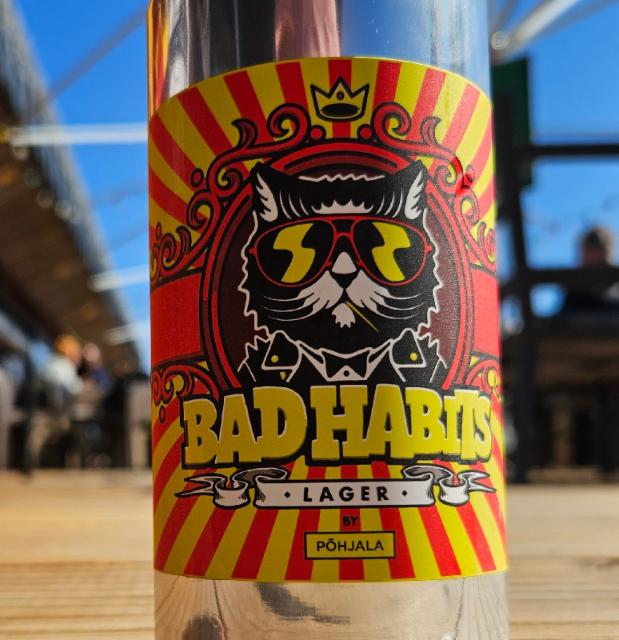 BAD HABITS
· LAGER ·
BY
PÕHJALA